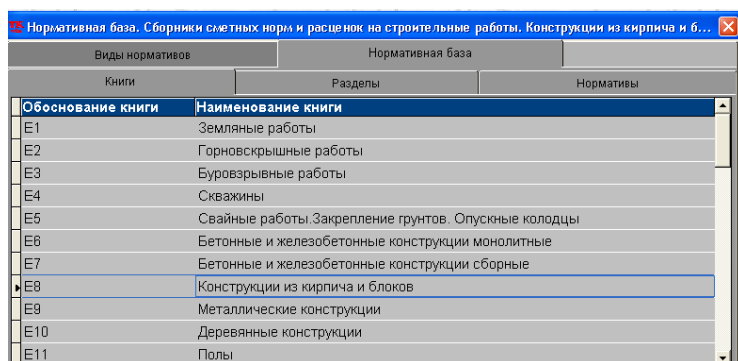 Нормативная база. Сборники сметных норм и расценок на строительные работы. Конструкции из кирпича и б...
Виды нормативов Нормативная база
Книги Разделы Нормативы
Обоснование книги Наименование книги
Е1 Земляные работы
Е2 Горновскрышные работы
Е3 Буровзрывные работы
Е4 Скважины
Е5 Свайные работы.Закрепление грунтов. Опускные колодцы
Е6 Бетонные и железобетонные конструкции монолитные
Е7 Бетонные и железобетонные конструкции сборные
Е8 Конструкции из кирпича и блоков
Е9 Металлические конструкции
Е10 Деревянные конструкции
Е11 Полы